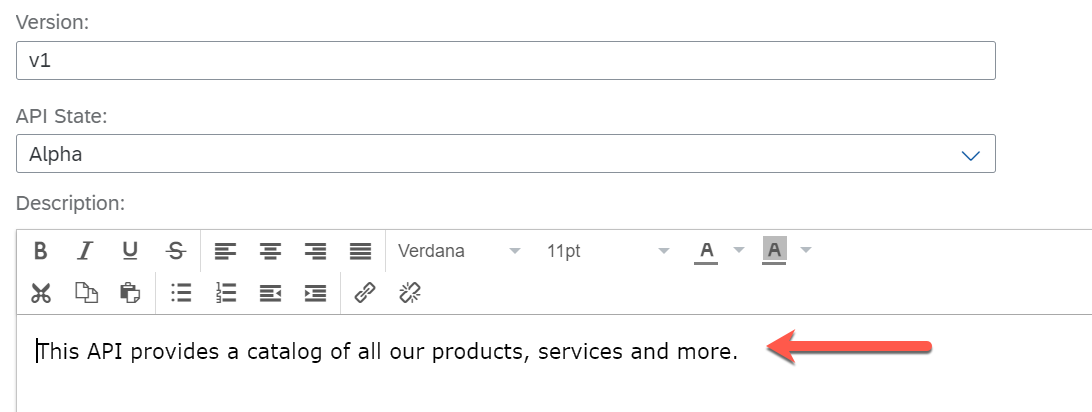 Version:
v1
API State:
Alpha
Description:
B I U S Verdana 11pt A A
This API provides a catalog of all our products, services and more.